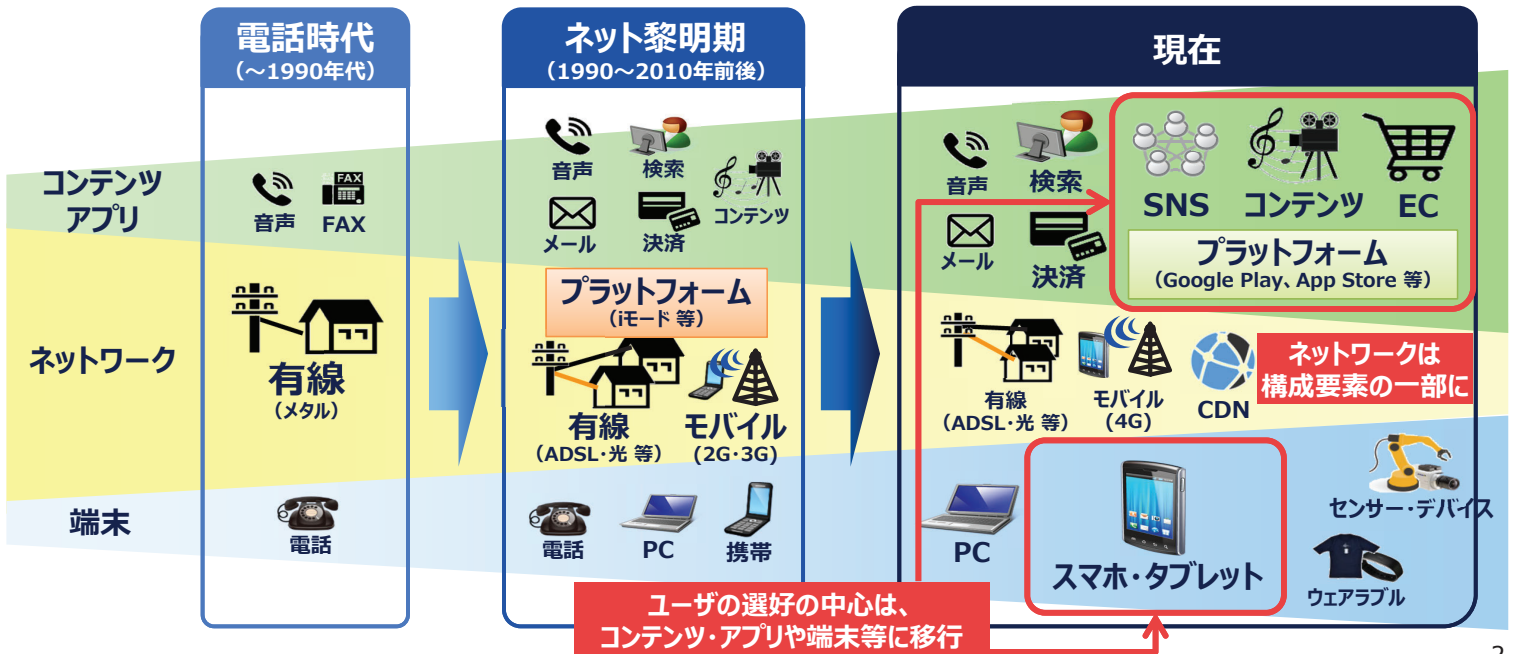 電話時代
(~1990年代)
ネット黎明期
(1990~2010年前後)
現在
コンテンツ
アプリ
ネットワーク
端末
音声
FAX
FAX
有線
(メタル)
電話
音声
検索
コンテンツ
メール
決済
プラットフォーム
(iモード 等)
有線
(ADSL・光 等)
モバイル
(2G・3G)
電話
PC
携帯
音声
検索
メール
決済
SNS
コンテンツ
EC
プラットフォーム
(Google Play、App Store 等)
有線
(ADSL・光 等)
モバイル
(4G)
CDN
ネットワークは
構成要素の一部に
PC
スマホ・タブレット
センサー・デバイス
ウェアラブル
ユーザの選好の中心は、
コンテンツ・アプリや端末等に移行